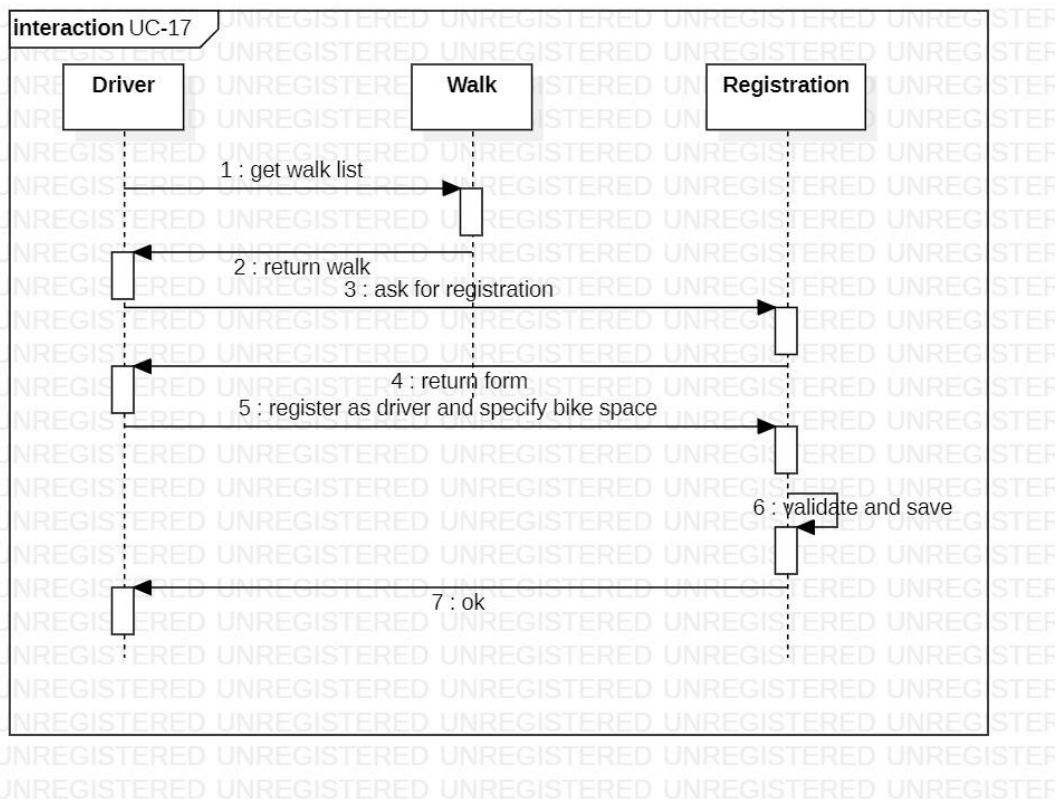 interaction UC-17
Driver
Walk
Registration
1 : get walk list
2 : return walk
3 : ask for registration
4 : return form
5 : register as driver and specify bike space
6 : validate and save
7 : ok
UNREGISTERED